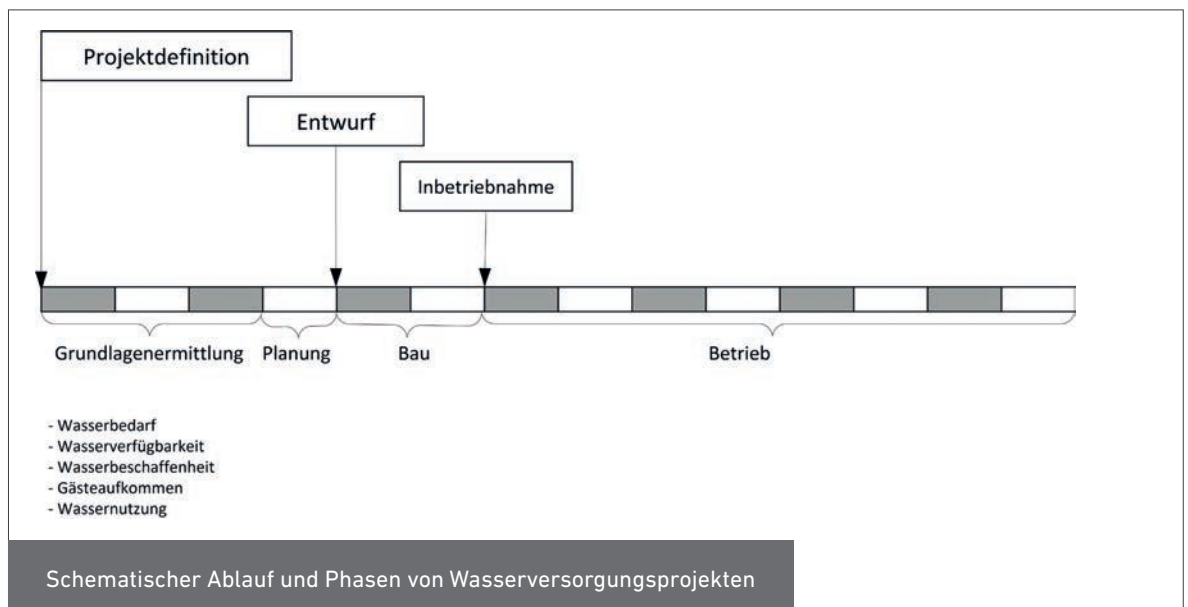 Projektdefinition
Entwurf
Inbetriebnahme
Grundlagenermittlung Planung Bau Betrieb
- Wasserbedarf
- Wasserverfügbarkeit
- Wasserbeschaffenheit
- Gästeaufkommen
- Wassernutzung
Schematischer Ablauf und Phasen von Wasserversorgungsprojekten